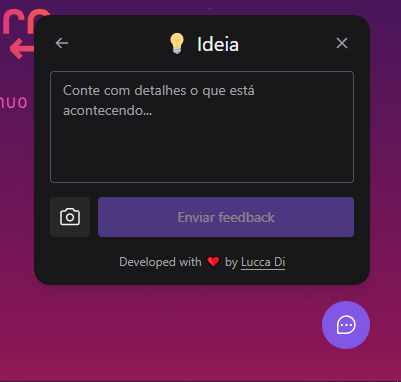 Ideia
Conte com detalhes o que está
acontecendo...
nuo
Enviar feedback
Developed with by Lucca Di